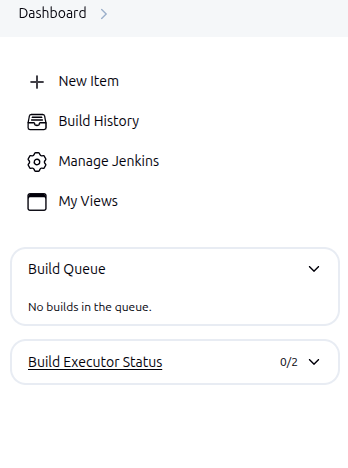 Dashboard
New Item
Build History
Manage Jenkins
My Views
Build Queue
No builds in the queue.
Build Executor Status 0/2